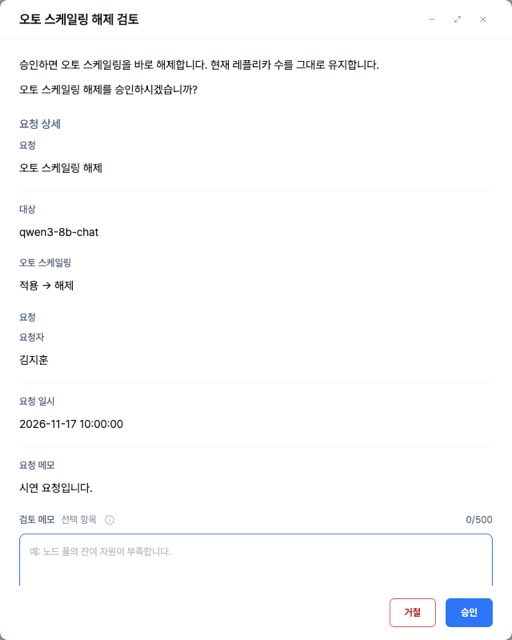 오토 스케일링 해제 검토
승인하면 오토 스케일링을 바로 해제합니다. 현재 레플리카 수를 그대로 유지합니다.
오토 스케일링 해제를 승인하시겠습니까?
요청 상세
요청
오토 스케일링 해제
대상
qwen3-8b-chat
오토 스케일링
적용 → 해제
요청
요청자
김지훈
요청 일시
2026-11-17 10:00:00
요청 메모
시연 요청입니다.
검토 메모 선택 항목 0/500
예: 노드 풀의 잔여 자원이 부족합니다.
거절 승인